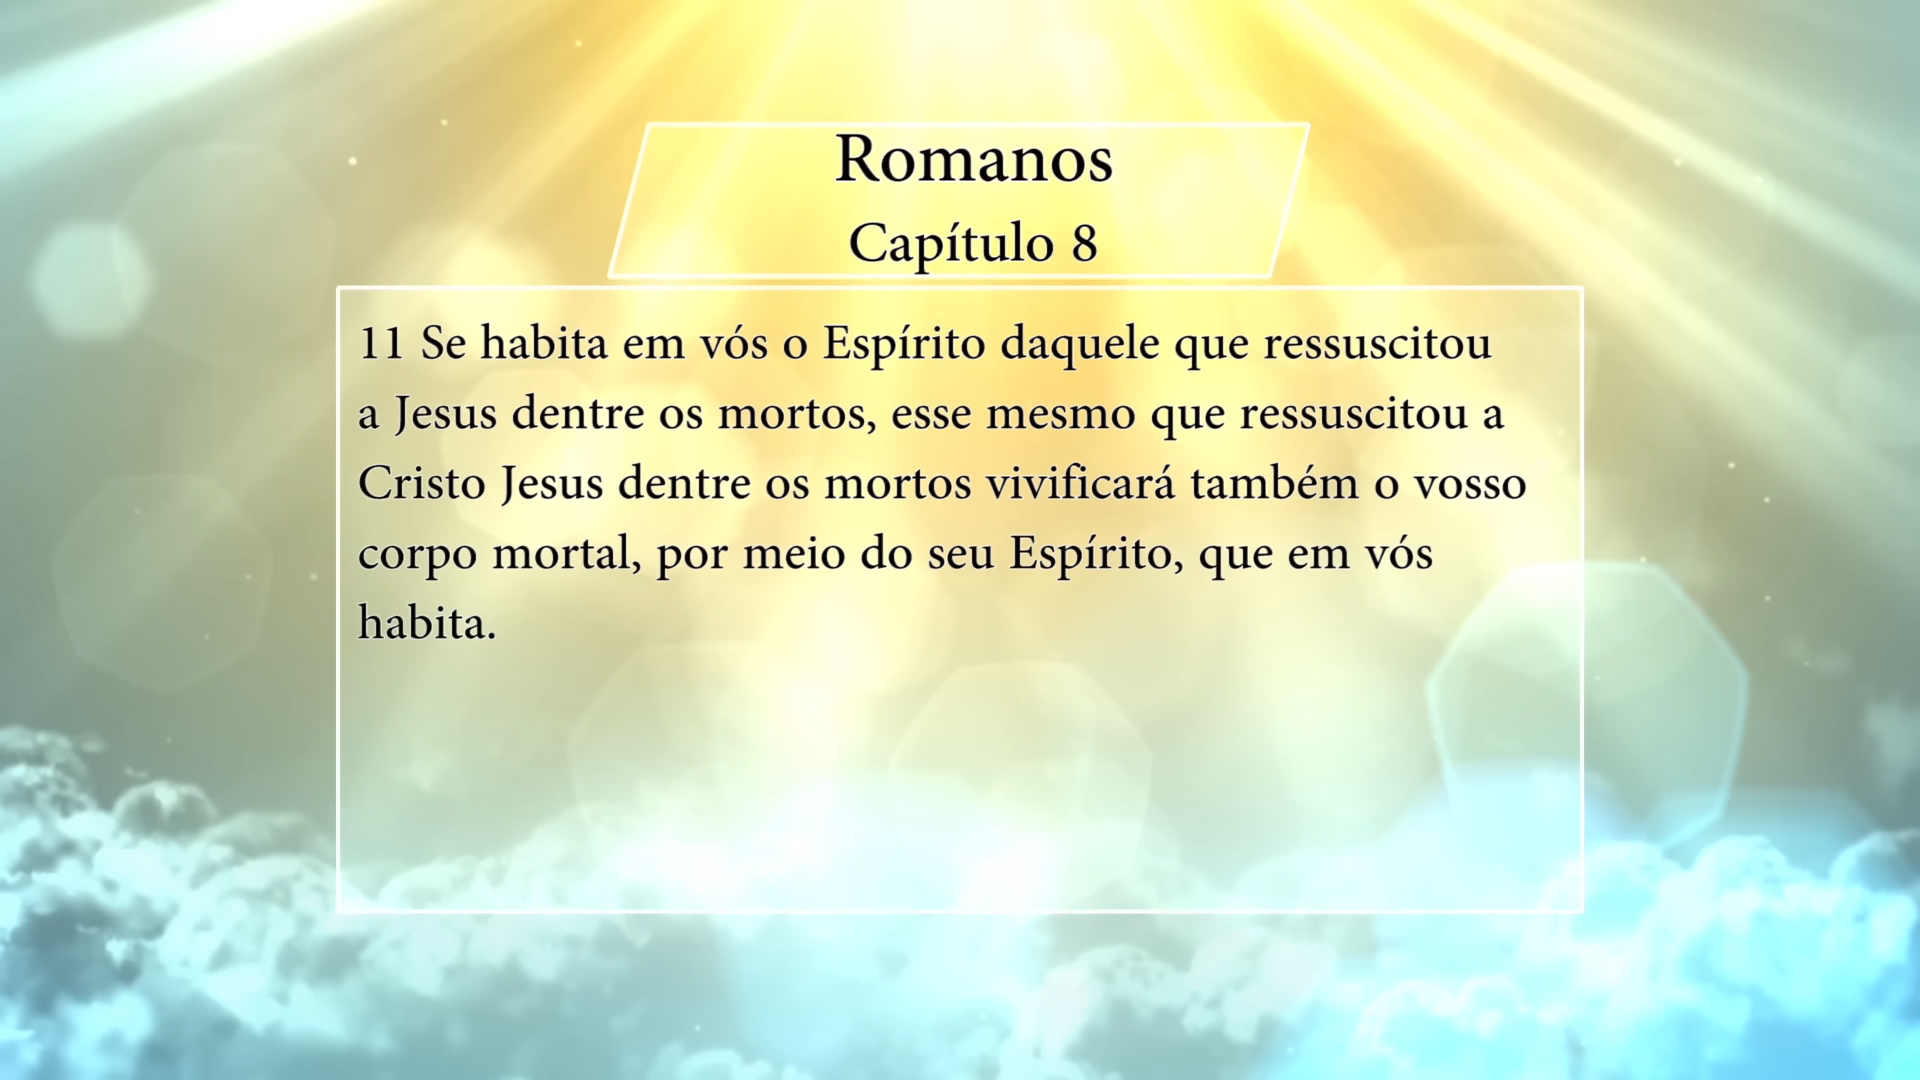 Romanos
Capítulo 8
11 Se habita em vós o Espírito daquele que ressuscitou
a Jesus dentre os mortos, esse mesmo que ressuscitou a
Cristo Jesus dentre os mortos vivificará também o vosso
corpo mortal, por meio do seu Espírito, que em vós
habita.